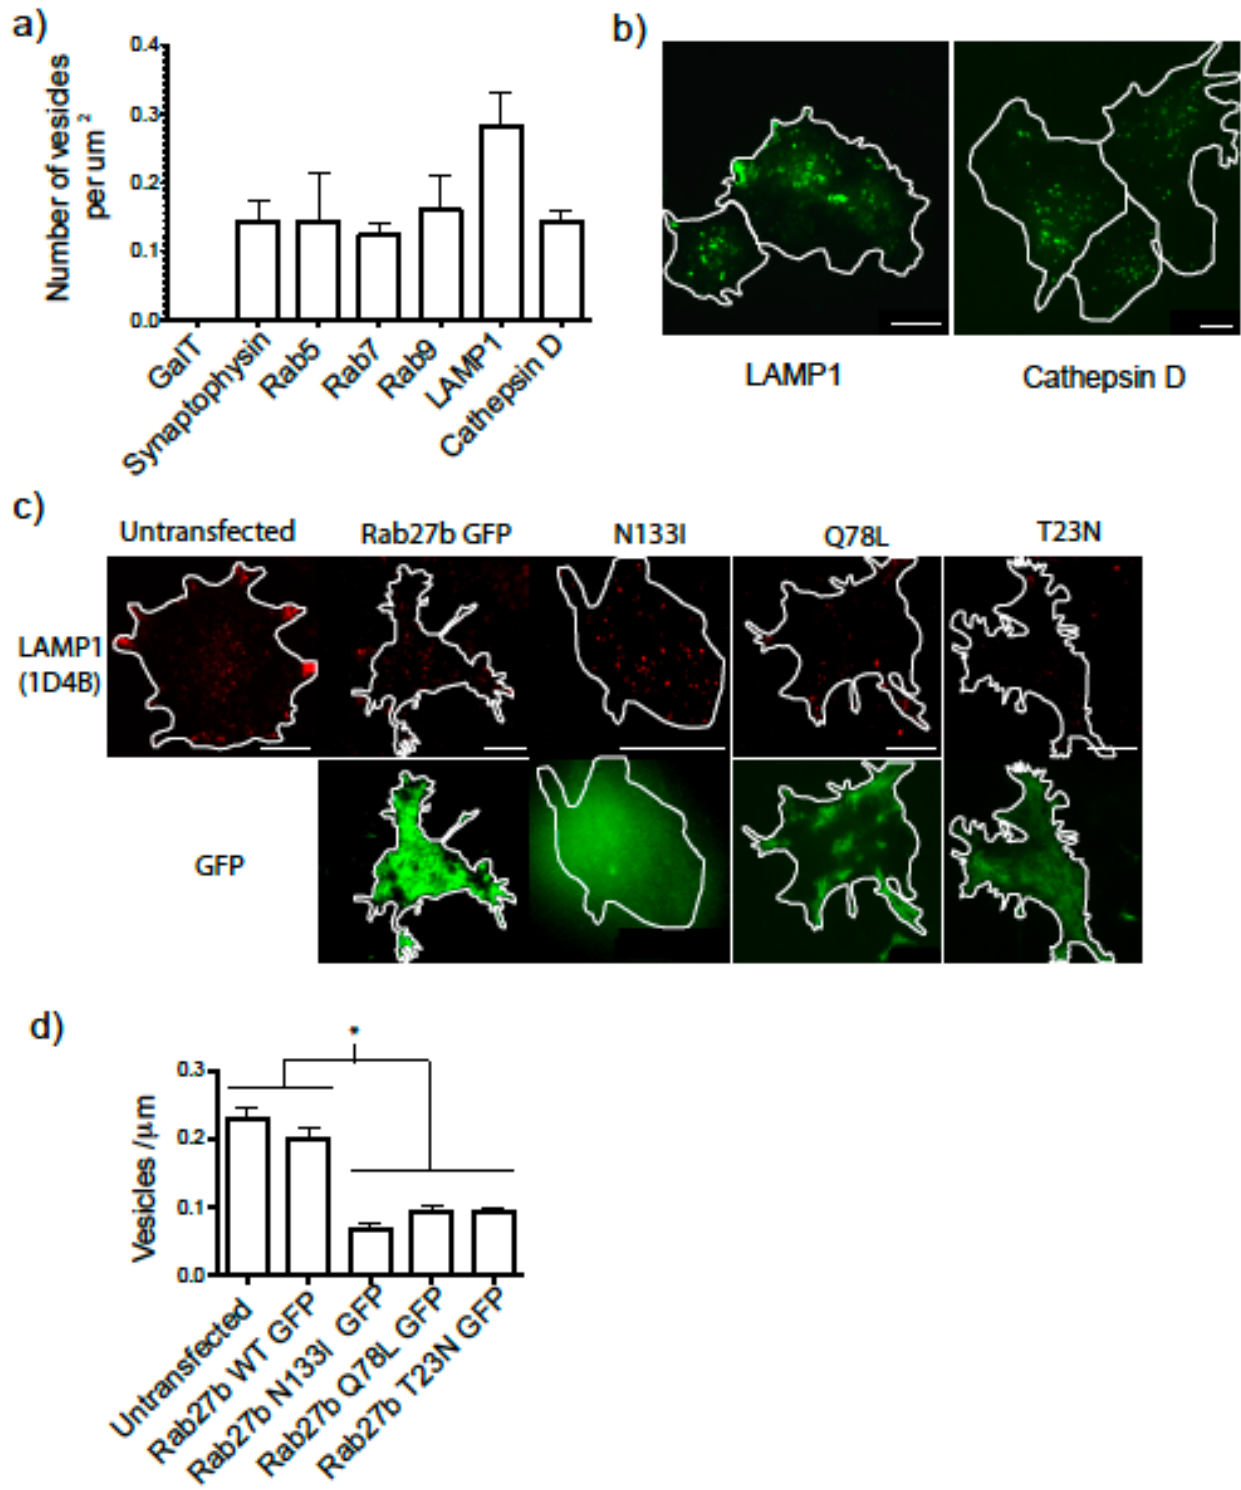 a)
Number of vesicles
per um²
0.4
0.3
0.2
0.1
0.0
GalT
Synaptophysin
Rab5
Rab7
Rab9
LAMP1
Cathepsin D
b)
LAMP1
Cathepsin D
c)
Untransfected
Rab27b GFP
N133I
Q78L
T23N
LAMP1
(1D4B)
GFP
d)
*
Vesicles /μm
0.3
0.2
0.1
0.0
Untransfected
Rab27b WT GFP
Rab27b N133I GFP
Rab27b Q78L GFP
Rab27b T23N GFP